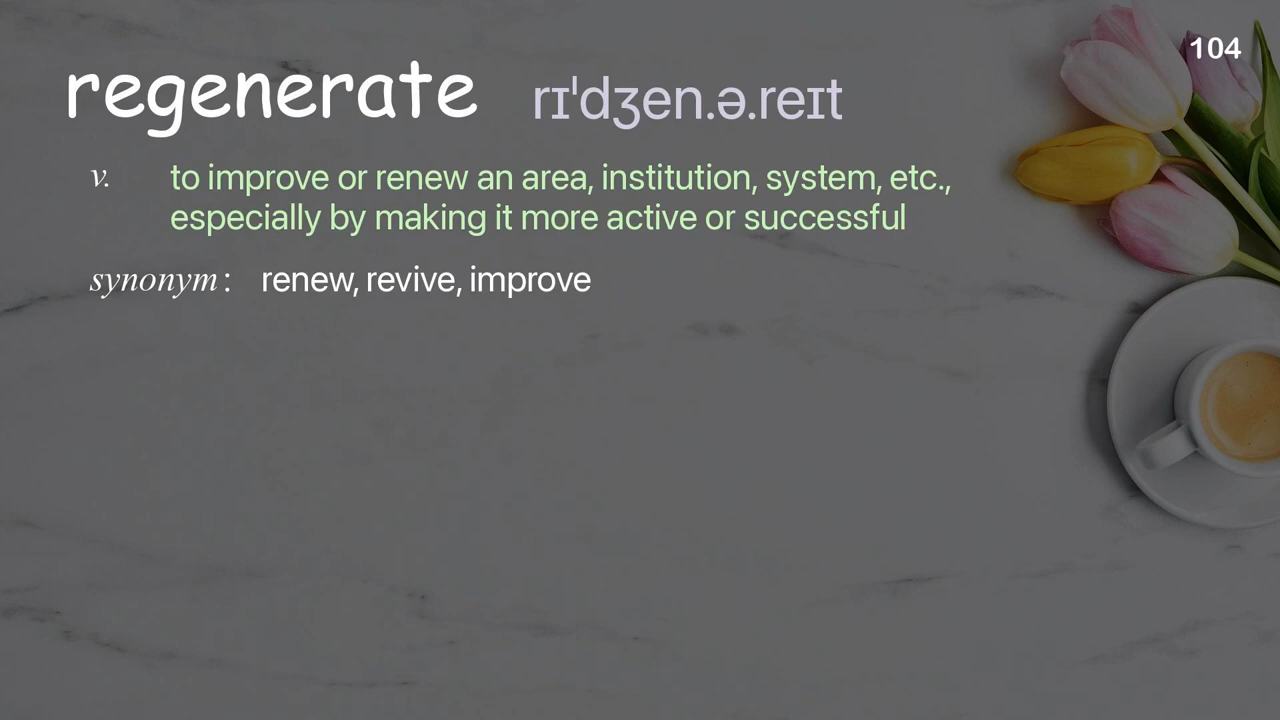 104
regenerate rɪˈdʒen.ə.reɪt
v. to improve or renew an area, institution, system, etc.,
especially by making it more active or successful
synonym : renew, revive, improve